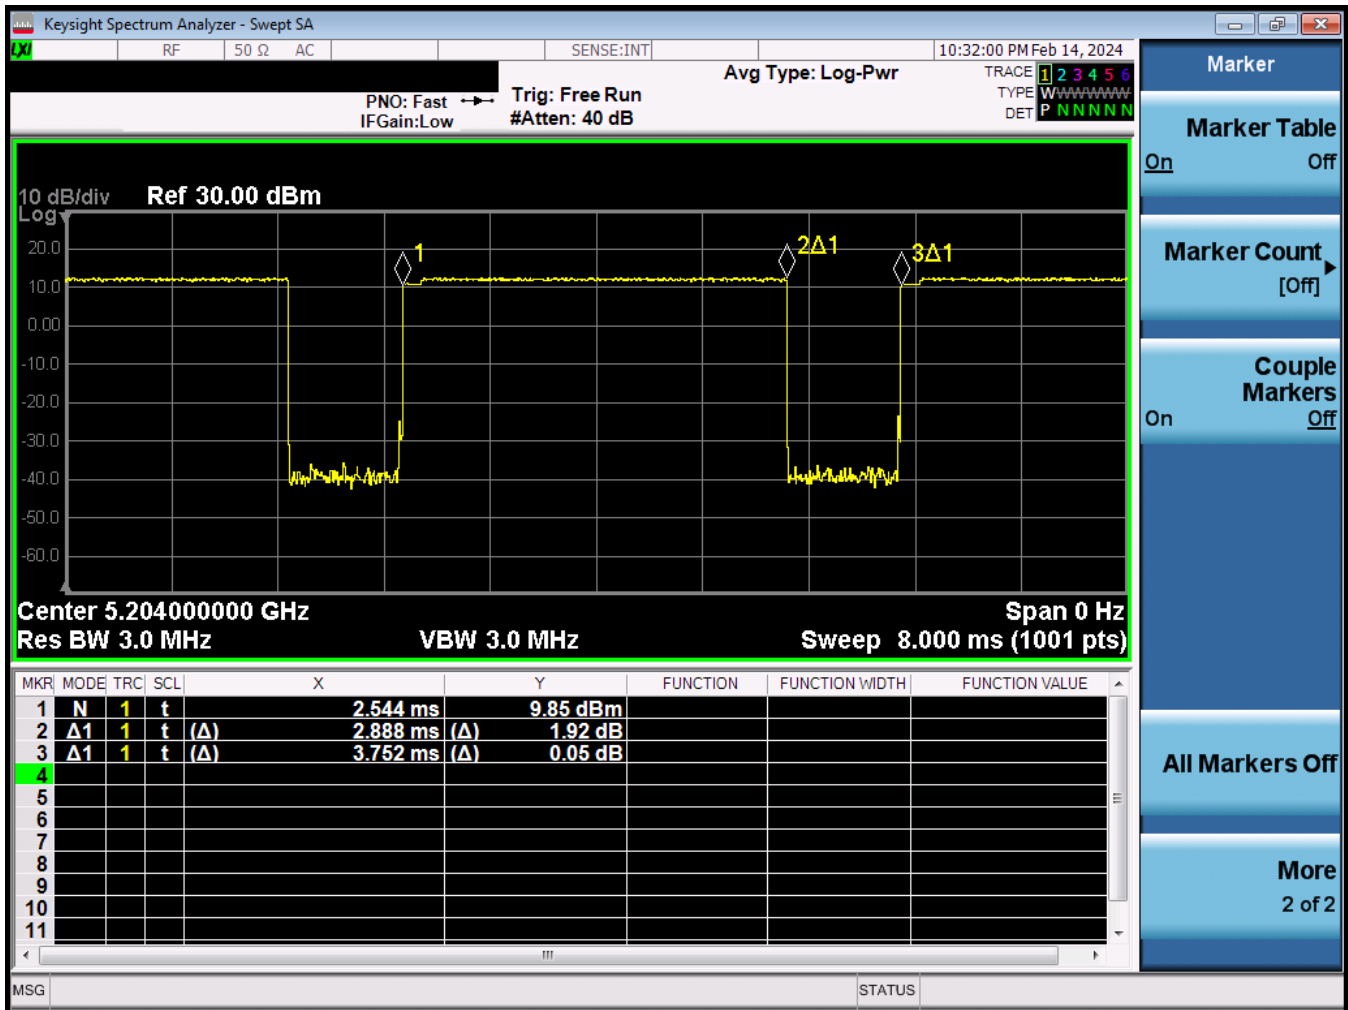 Keysight Spectrum Analyzer - Swept SA
LXI RF 50 Ω AC SENSE:INT 10:32:00 PM Feb 14, 2024
Avg Type: Log-Pwr
TRACE 1 2 3 4 5 6
TYPE WWWWWW
DET P N N N N N
PNO: Fast
IFGain:Low
Trig: Free Run
#Atten: 40 dB
10 dB/div Ref 30.00 dBm
Log
20.0
10.0
0.00
-10.0
-20.0
-30.0
-40.0
-50.0
-60.0
1
2Δ1
3Δ1
Center 5.204000000 GHz Span 0 Hz
Res BW 3.0 MHz VBW 3.0 MHz Sweep 8.000 ms (1001 pts)
MKR MODE TRC SCL X Y FUNCTION FUNCTION WIDTH FUNCTION VALUE
1 N 1 t 2.544 ms 9.85 dBm
2 Δ1 1 t (Δ) 2.888 ms (Δ) 1.92 dB
3 Δ1 1 t (Δ) 3.752 ms (Δ) 0.05 dB
4
5
6
7
8
9
10
11
MSG STATUS
Marker
Marker Table
On Off
Marker Count
[Off]
Couple
Markers
On Off
All Markers Off
More
2 of 2